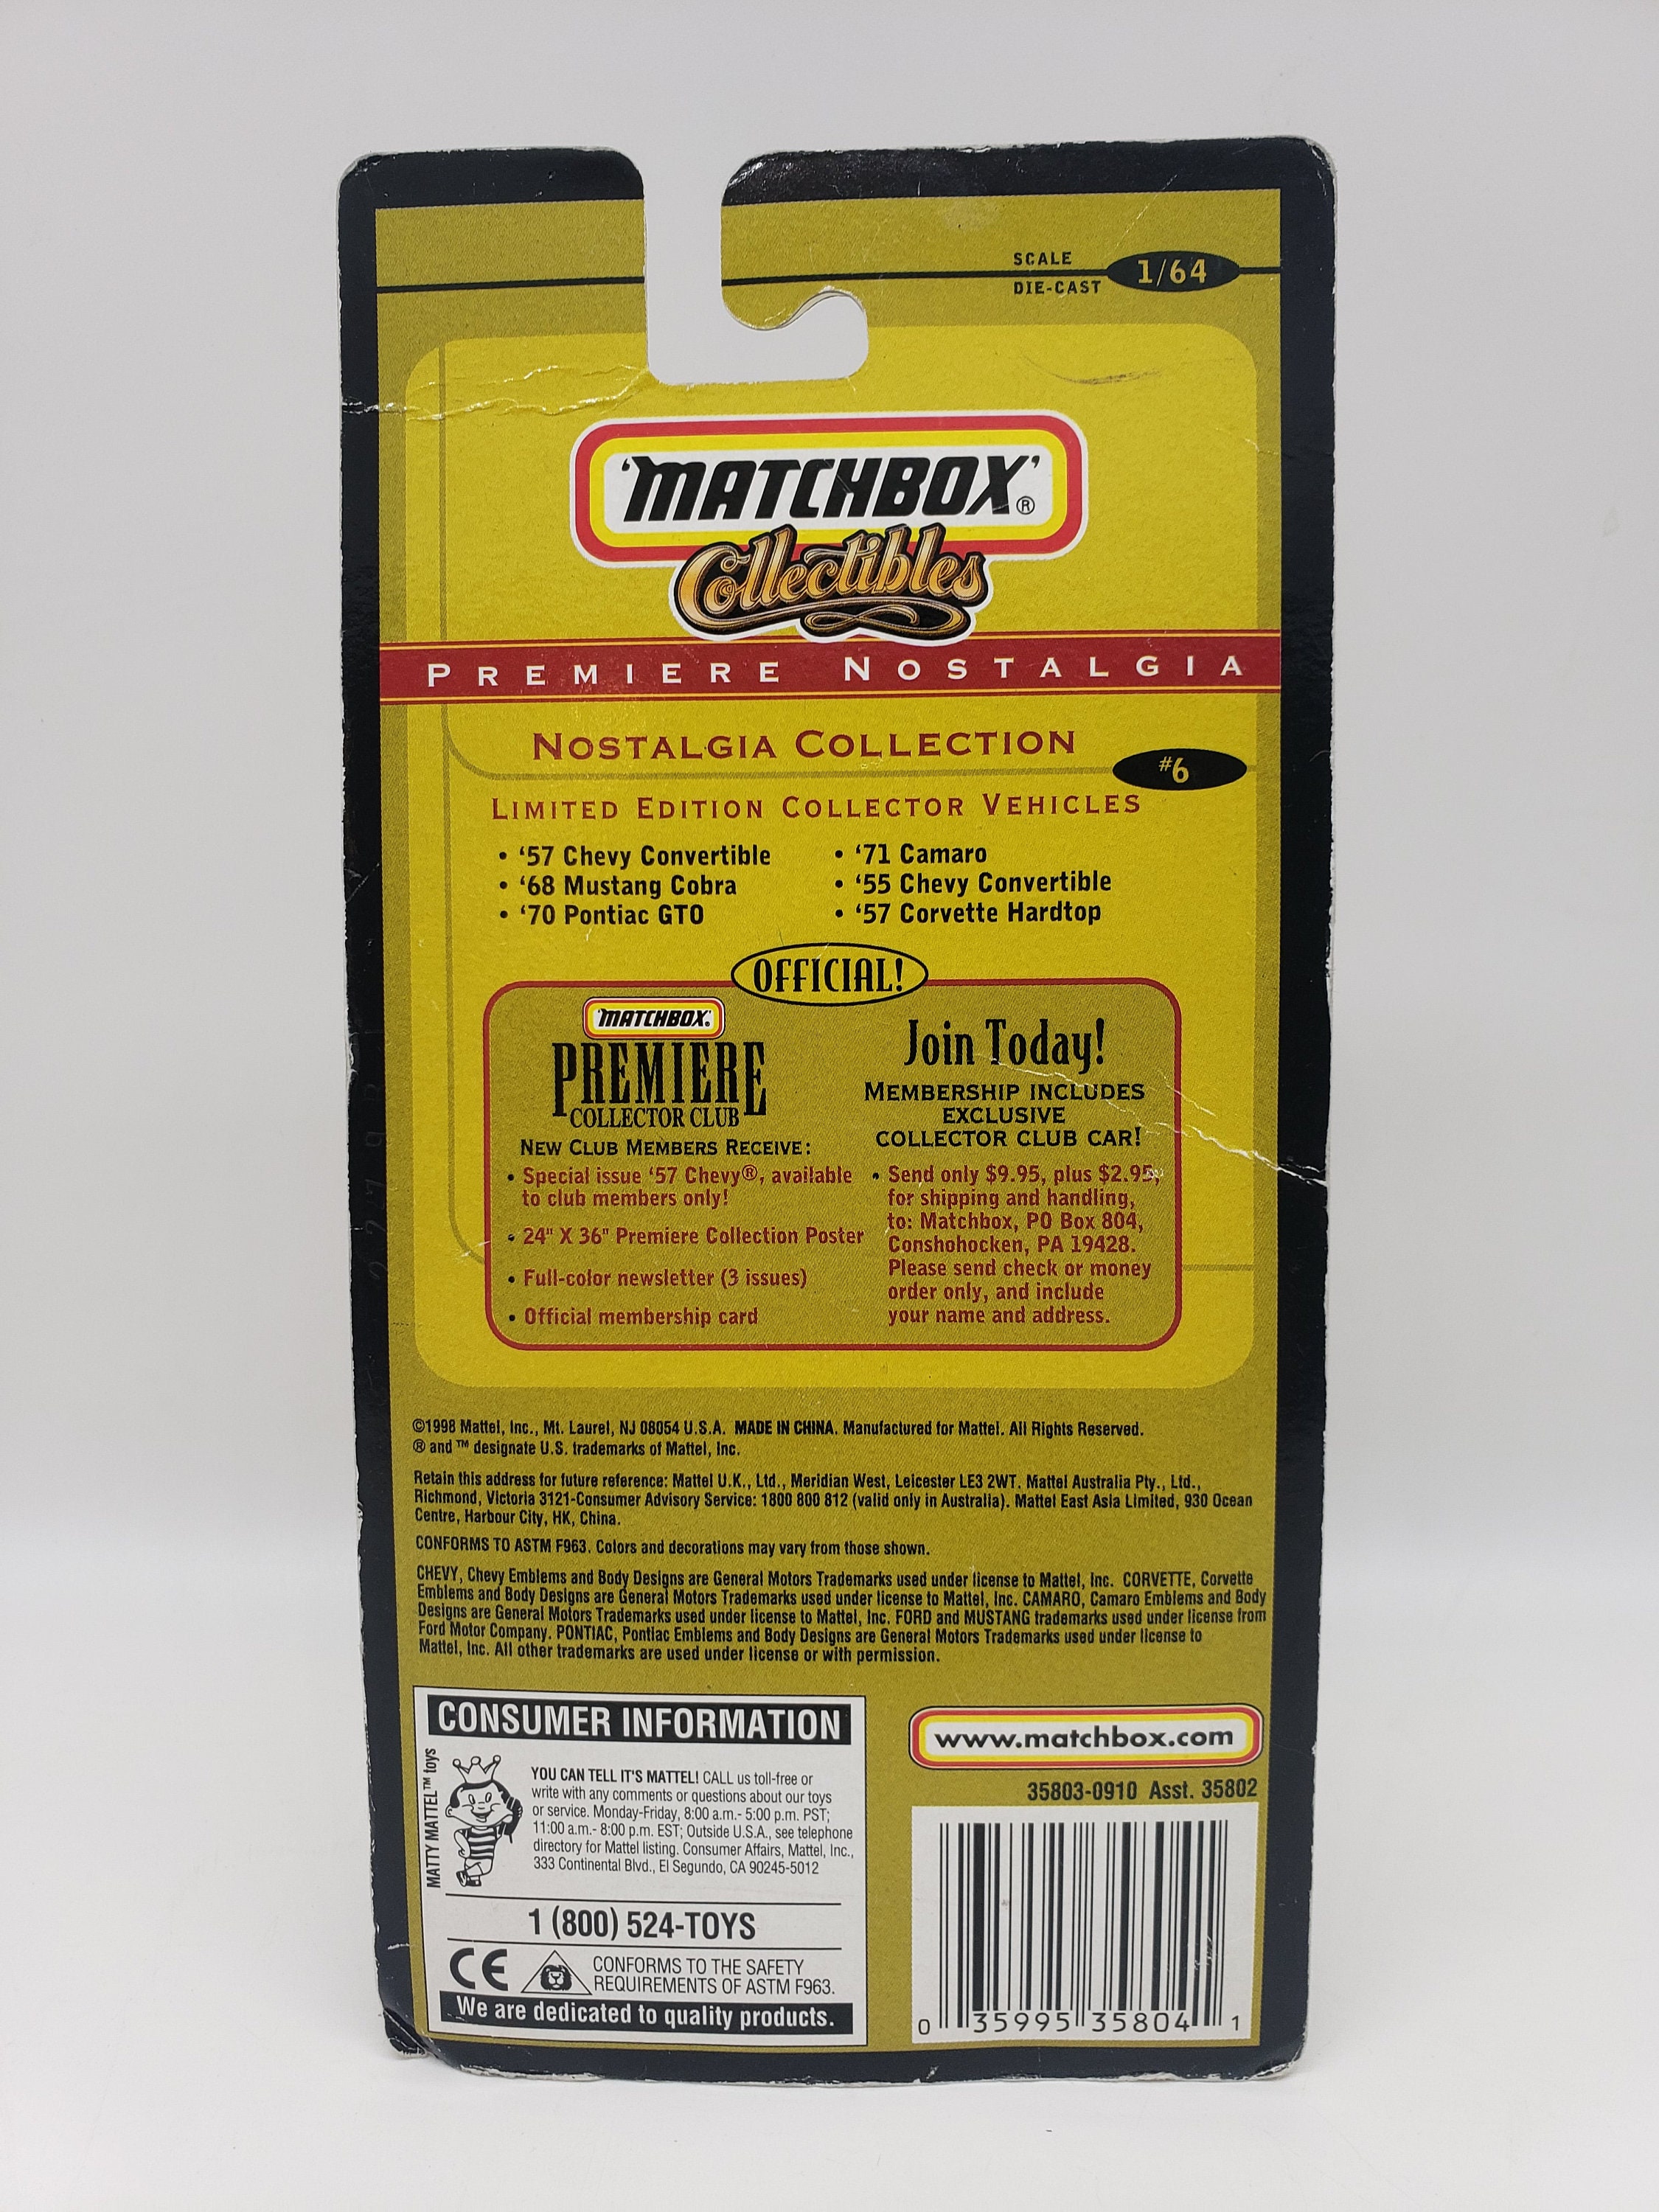 SCALE
DIE-CAST
1/64
'MATCHBOX'®
Collectibles
PREMIERE NOSTALGIA
NOSTALGIA COLLECTION
#6
LIMITED EDITION COLLECTOR VEHICLES
• '57 Chevy Convertible
• '68 Mustang Cobra
• '70 Pontiac GTO
• '71 Camaro
• '55 Chevy Convertible
• '57 Corvette Hardtop
OFFICIAL!
'MATCHBOX'
PREMIERE
COLLECTOR CLUB
NEW CLUB MEMBERS RECEIVE:
• Special issue '57 Chevy®, available
to club members only!
• 24" X 36" Premiere Collection Poster
• Full-color newsletter (3 issues)
• Official membership card
Join Today!
MEMBERSHIP INCLUDES
EXCLUSIVE
COLLECTOR CLUB CAR!
• Send only $9.95, plus $2.95,
for shipping and handling,
to: Matchbox, PO Box 804,
Conshohocken, PA 19428.
Please send check or money
order only, and include
your name and address.
©1998 Mattel, Inc., Mt. Laurel, NJ 08054 U.S.A. MADE IN CHINA. Manufactured for Mattel. All Rights Reserved.
® and ™ designate U.S. trademarks of Mattel, Inc.
Retain this address for future reference: Mattel U.K., Ltd., Meridian West, Leicester LE3 2WT. Mattel Australia Pty., Ltd.,
Richmond, Victoria 3121-Consumer Advisory Service: 1800 800 812 (valid only in Australia). Mattel East Asia Limited, 930 Ocean
Centre, Harbour City, HK, China.
CONFORMS TO ASTM F963. Colors and decorations may vary from those shown.
CHEVY, Chevy Emblems and Body Designs are General Motors Trademarks used under license to Mattel, Inc. CORVETTE, Corvette
Emblems and Body Designs are General Motors Trademarks used under license to Mattel, Inc. CAMARO, Camaro Emblems and Body
Designs are General Motors Trademarks used under license to Mattel, Inc. FORD and MUSTANG trademarks used under license from
Ford Motor Company. PONTIAC, Pontiac Emblems and Body Designs are General Motors Trademarks used under license to
Mattel, Inc. All other trademarks are used under license or with permission.
CONSUMER INFORMATION
MATTY MATTEL™ toys
YOU CAN TELL IT'S MATTEL! CALL us toll-free or
write with any comments or questions about our toys
or service. Monday-Friday, 8:00 a.m.- 5:00 p.m. PST;
11:00 a.m.- 8:00 p.m. EST; Outside U.S.A., see telephone
directory for Mattel listing. Consumer Affairs, Mattel, Inc.,
333 Continental Blvd., El Segundo, CA 90245-5012
1 (800) 524-TOYS
CE
CONFORMS TO THE SAFETY
REQUIREMENTS OF ASTM F963.
We are dedicated to quality products.
www.matchbox.com
35803-0910 Asst. 35802
0 35995 35804 1